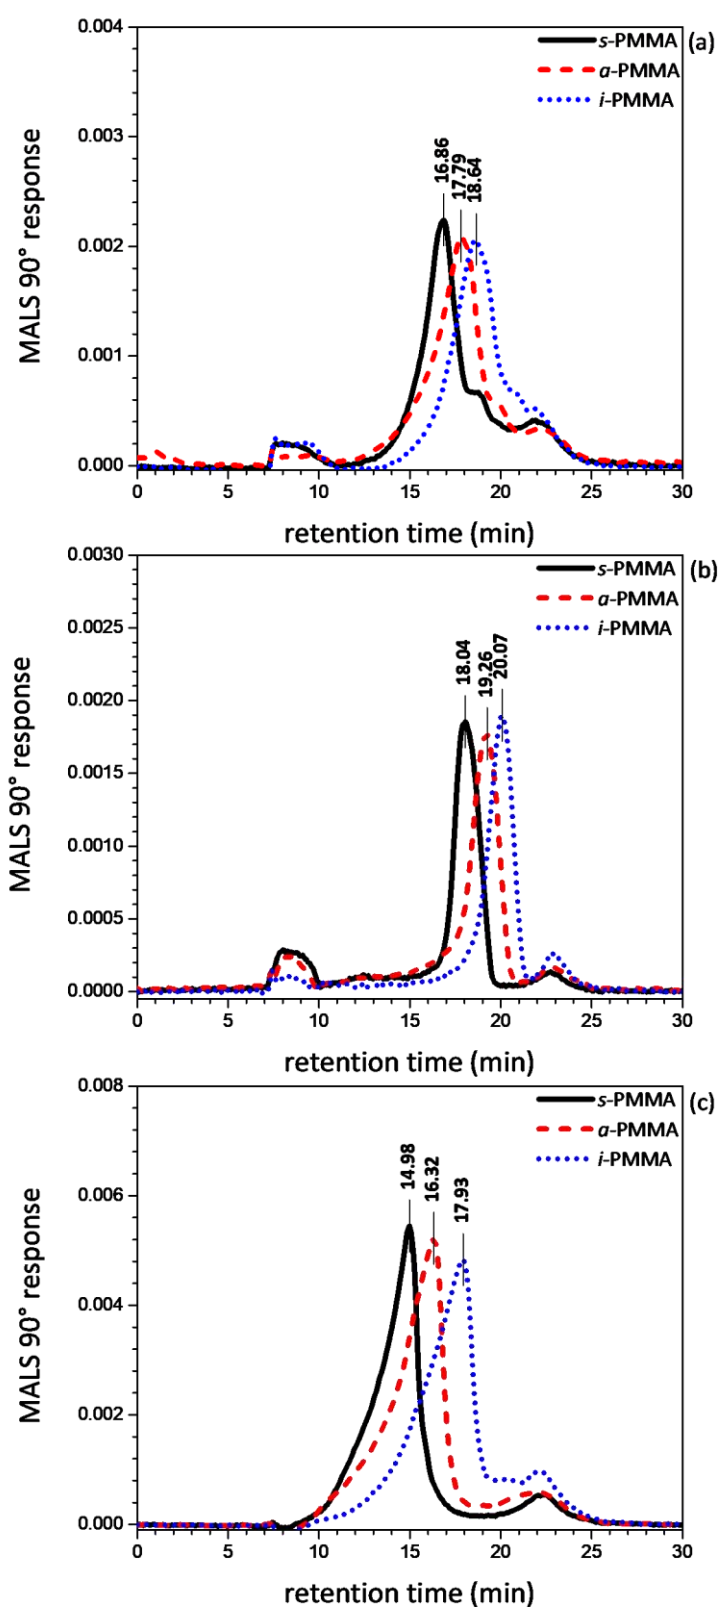 0.004
s-PMMA (a)
a-PMMA
i-PMMA
0.003
16.86
17.79
18.64
MALS 90° response
0.002
0.001
0.000
0 5 10 15 20 25 30
retention time (min)
0.0030
s-PMMA (b)
a-PMMA
i-PMMA
0.0025
18.04
19.26
20.07
0.0020
MALS 90° response
0.0015
0.0010
0.0005
0.0000
0 5 10 15 20 25 30
retention time (min)
0.008
s-PMMA (c)
a-PMMA
i-PMMA
14.98
16.32
17.93
0.006
MALS 90° response
0.004
0.002
0.000
0 5 10 15 20 25 30
retention time (min)